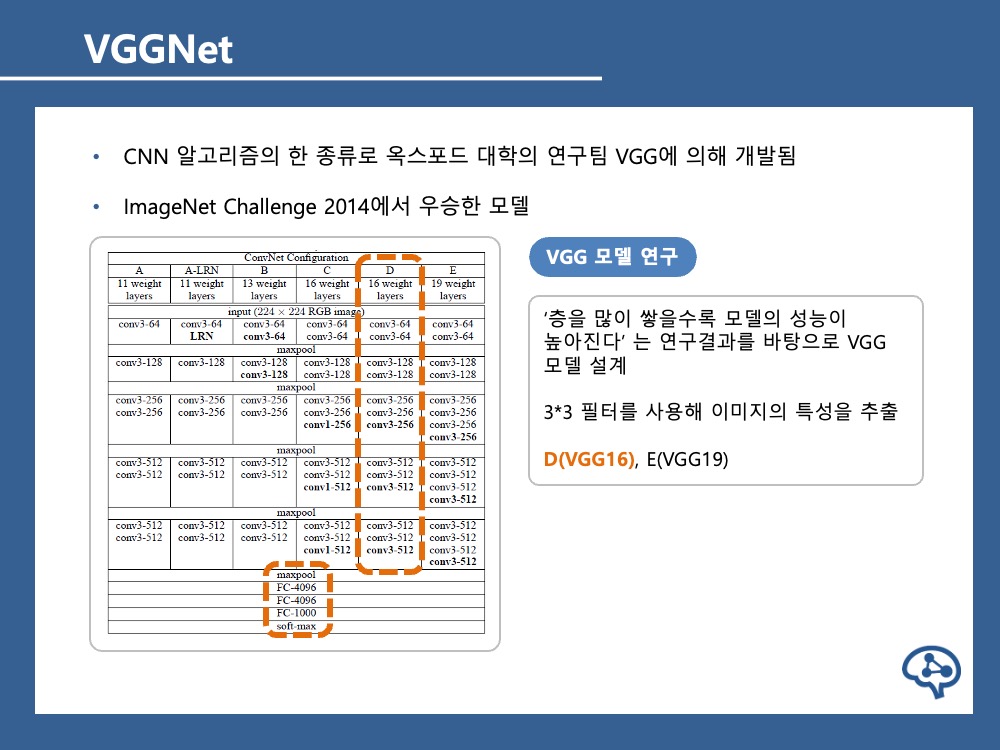 VGGNet
• CNN 알고리즘의 한 종류로 옥스포드 대학의 연구팀 VGG에 의해 개발됨
• ImageNet Challenge 2014에서 우승한 모델
ConvNet Configuration
A A-LRN B C D E
11 weight 11 weight 13 weight 16 weight 16 weight 19 weight
layers layers layers layers layers layers
input (224 × 224 RGB image)
conv3-64 conv3-64 conv3-64 conv3-64 conv3-64 conv3-64
LRN conv3-64 conv3-64 conv3-64 conv3-64
maxpool
conv3-128 conv3-128 conv3-128 conv3-128 conv3-128 conv3-128
conv3-128 conv3-128 conv3-128 conv3-128
maxpool
conv3-256 conv3-256 conv3-256 conv3-256 conv3-256 conv3-256
conv3-256 conv3-256 conv3-256 conv3-256 conv3-256 conv3-256
conv1-256 conv3-256 conv3-256
conv3-256
maxpool
conv3-512 conv3-512 conv3-512 conv3-512 conv3-512 conv3-512
conv3-512 conv3-512 conv3-512 conv3-512 conv3-512 conv3-512
conv1-512 conv3-512 conv3-512
conv3-512
maxpool
conv3-512 conv3-512 conv3-512 conv3-512 conv3-512 conv3-512
conv3-512 conv3-512 conv3-512 conv3-512 conv3-512 conv3-512
conv1-512 conv3-512 conv3-512
conv3-512
maxpool
FC-4096
FC-4096
FC-1000
soft-max
VGG 모델 연구
‘층을 많이 쌓을수록 모델의 성능이
높아진다’ 는 연구결과를 바탕으로 VGG
모델 설계
3*3 필터를 사용해 이미지의 특성을 추출
D(VGG16), E(VGG19)